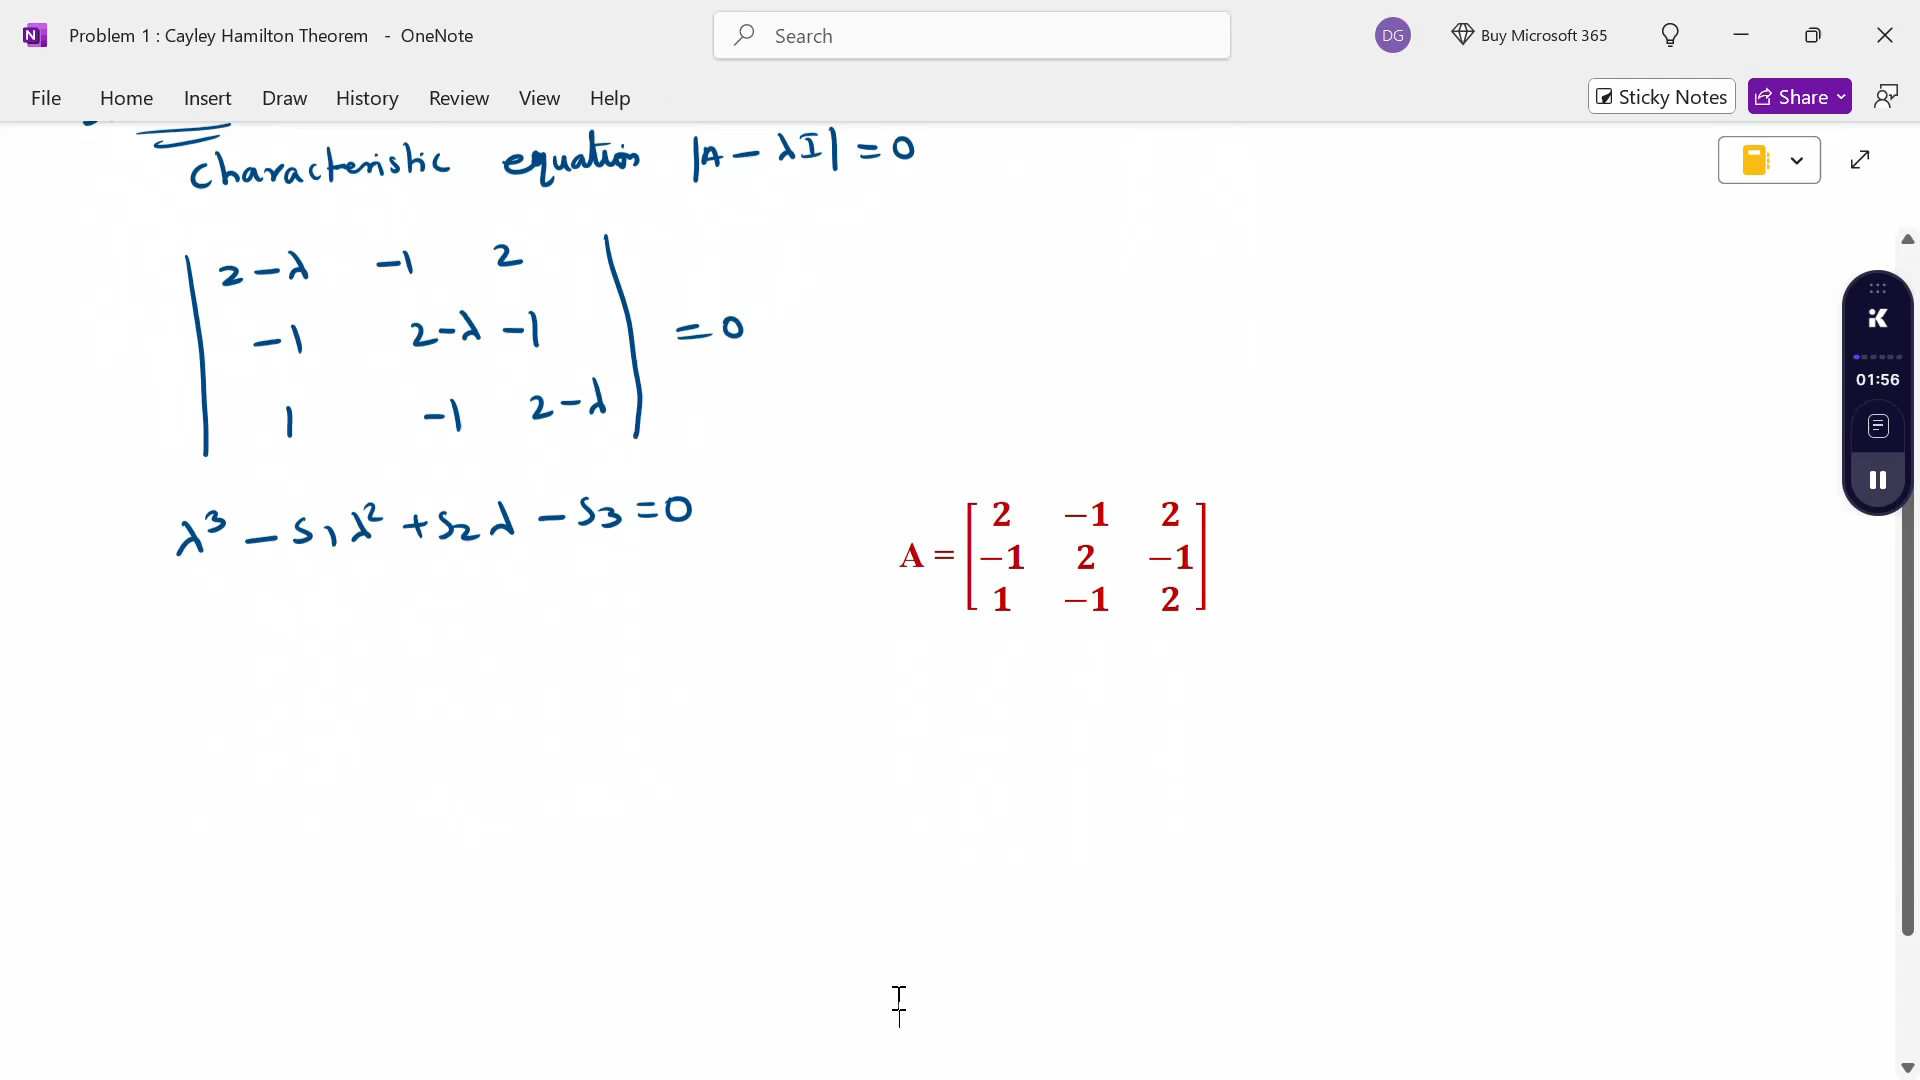 Problem 1 : Cayley Hamilton Theorem - OneNote
Search
DG
Buy Microsoft 365
File Home Insert Draw History Review View Help
Sticky Notes
Share
characteristic equation |A - λI| = 0
2-λ -1 2
-1 2-λ -1 = 0
1 -1 2-λ
λ³ - S₁λ² + S₂λ - S₃ = 0
01:56
2 -1 2
A = -1 2 -1
1 -1 2